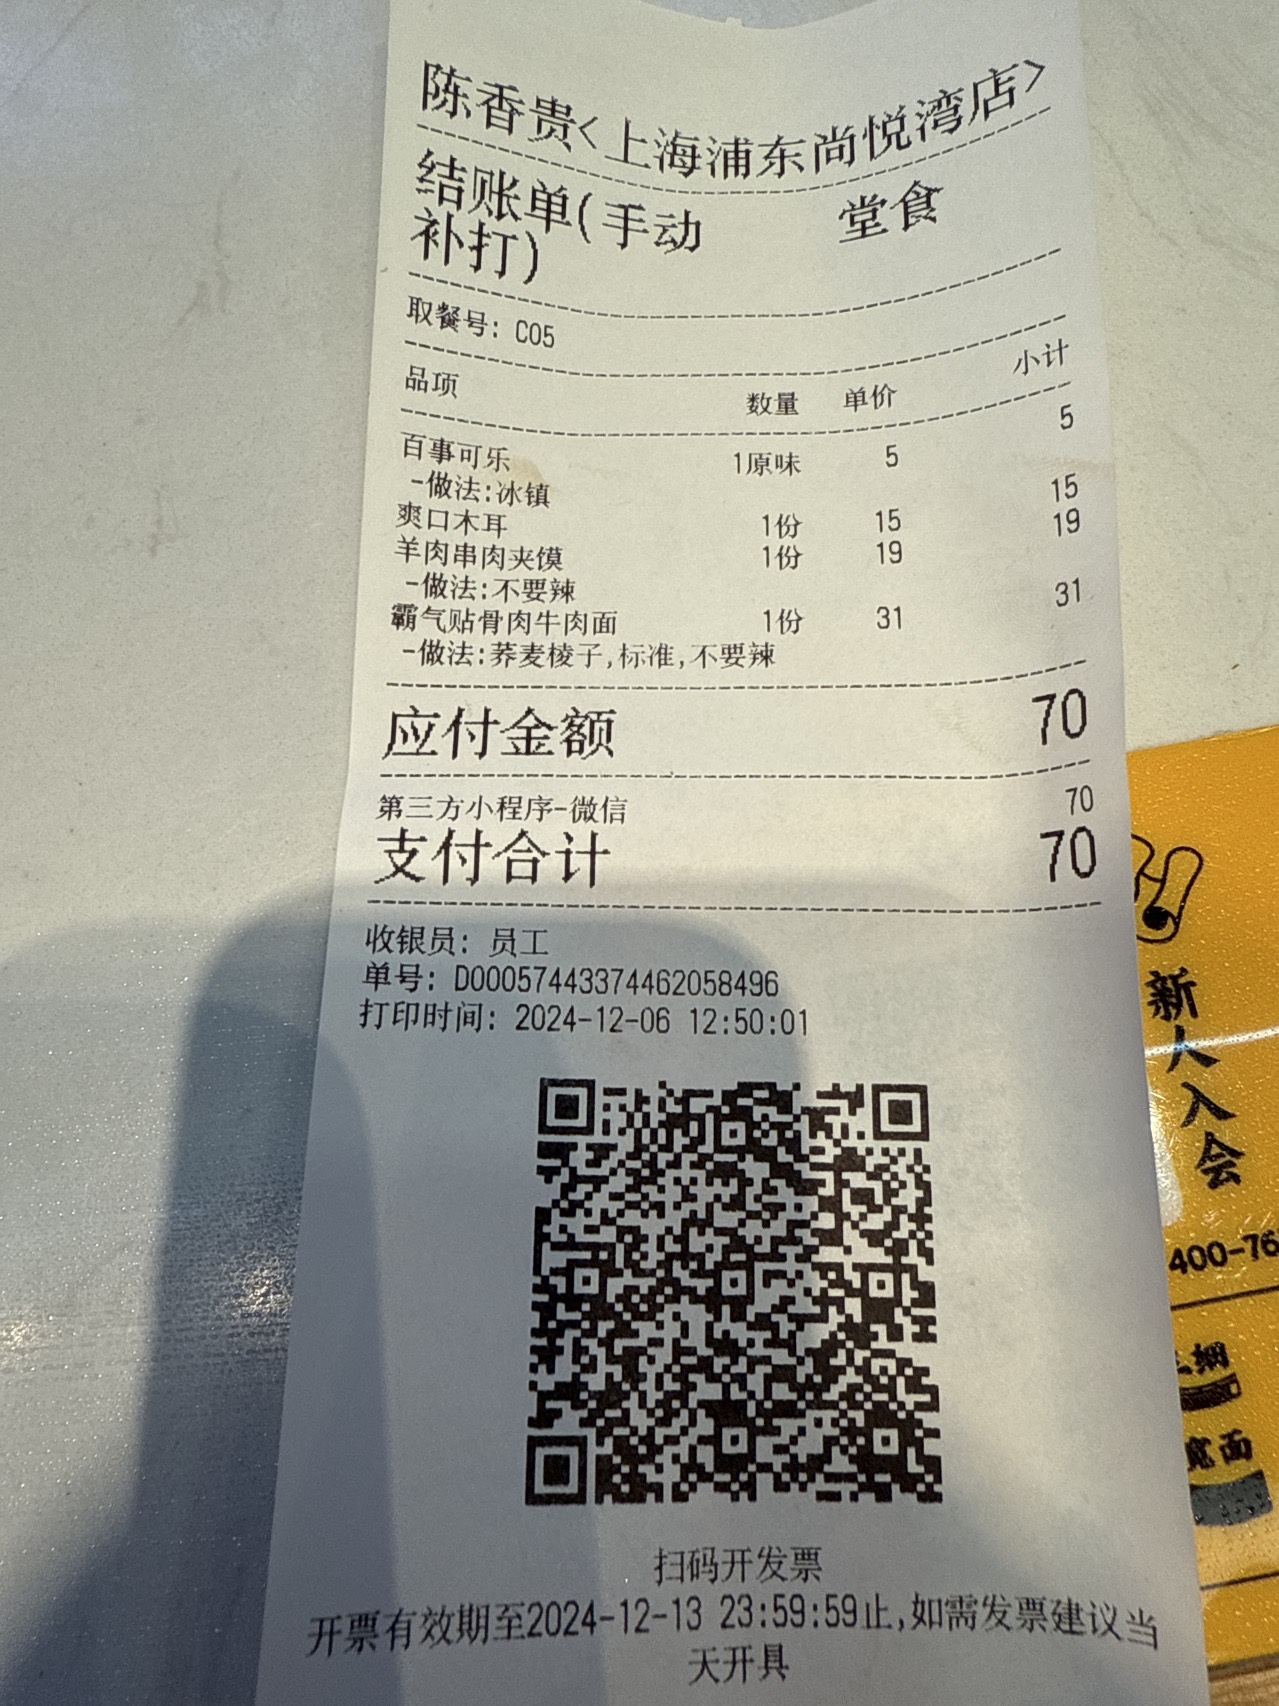 陈香贵<上海浦东尚悦湾店>
结账单(手动 堂食
补打)
取餐号: C05
品项 数量 单价 小计
百事可乐 1原味 5 5
-做法:冰镇
爽口木耳 1份 15 15
羊肉串肉夹馍 1份 19 19
-做法:不要辣
霸气贴骨肉牛肉面 1份 31 31
-做法:荞麦棱子,标准,不要辣
应付金额 70
第三方小程序-微信 70
支付合计 70
收银员: 员工
单号: D00057443374462058496
打印时间: 2024-12-06 12:50:01
扫码开发票
开票有效期至2024-12-13 23:59:59止,如需发票建议当
天开具
新人入会
400-76
细
宽面